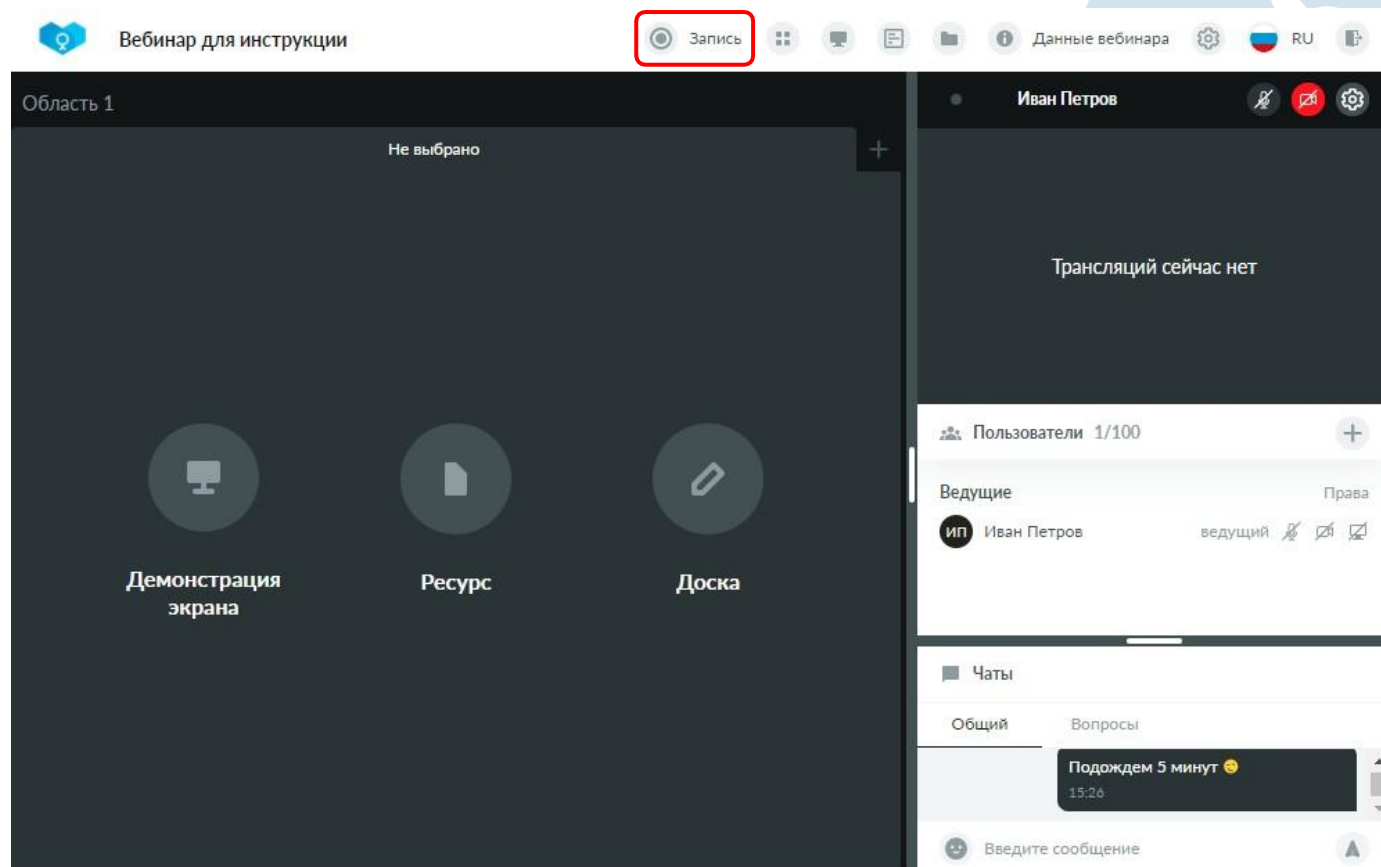 Вебинар для инструкции
Запись
Данные вебинара
RU
Область 1
Не выбрано
Демонстрация
экрана
Ресурс
Доска
Иван Петров
Трансляций сейчас нет
Пользователи 1/100
Ведущие Права
ИП Иван Петров ведущий
Чаты
Общий Вопросы
Подождем 5 минут
15:26
Введите сообщение